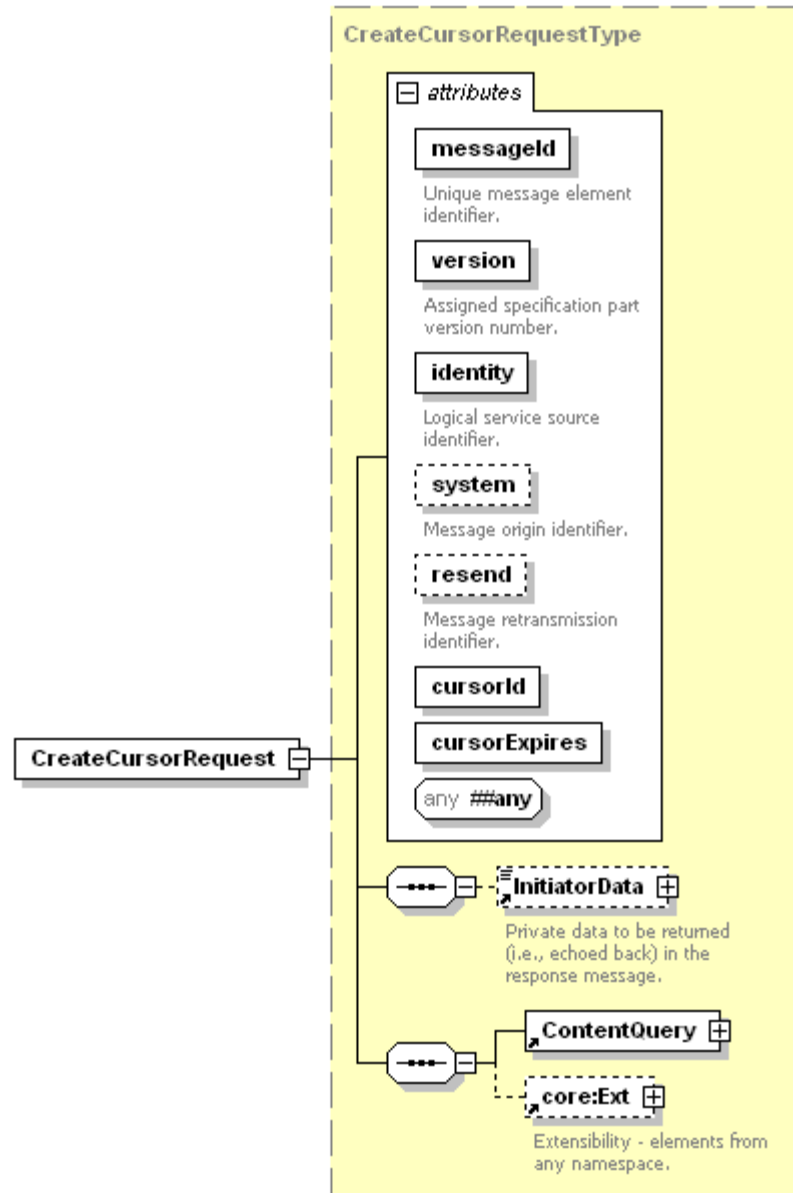 CreateCursorRequestType
attributes
messageId
Unique message element
identifier.
version
Assigned specification part
version number.
identity
Logical service source
identifier.
system
Message origin identifier.
resend
Message retransmission
identifier.
cursorId
cursorExpires
any ##any
CreateCursorRequest
InitiatorData
Private data to be returned
(i.e., echoed back) in the
response message.
ContentQuery
core:Ext
Extensibility - elements from
any namespace.